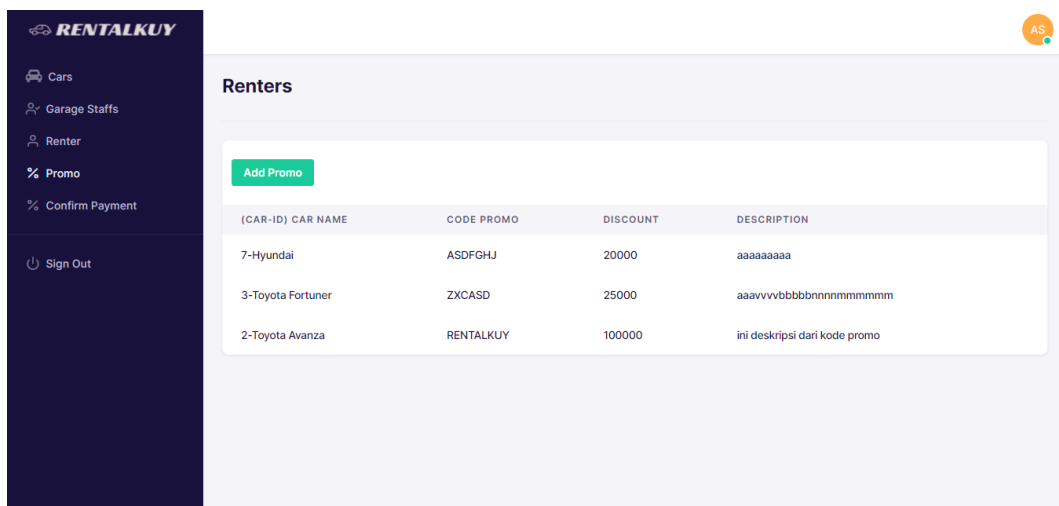 RENTALKUY
AS
Cars
Garage Staffs
Renter
% Promo
% Confirm Payment
Sign Out
Renters
Add Promo
(CAR-ID) CAR NAME CODE PROMO DISCOUNT DESCRIPTION
7-Hyundai ASDFGHJ 20000 aaaaaaaaa
3-Toyota Fortuner ZXCASD 25000 aaavvvvbbbbbnnnnmmmmmm
2-Toyota Avanza RENTALKUY 100000 ini deskripsi dari kode promo